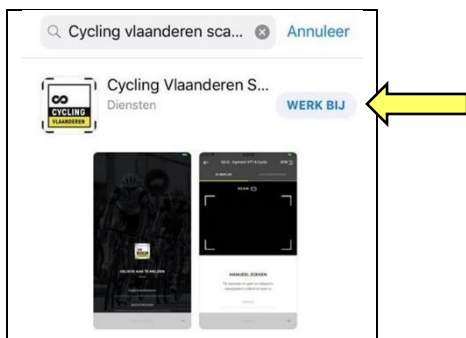 Cycling vlaanderen sca... Annuleer
Cycling Vlaanderen S...
Diensten
WERK BIJ
CYCLING
VLAANDEREN
SCAN
MANUEEL ZOEKEN